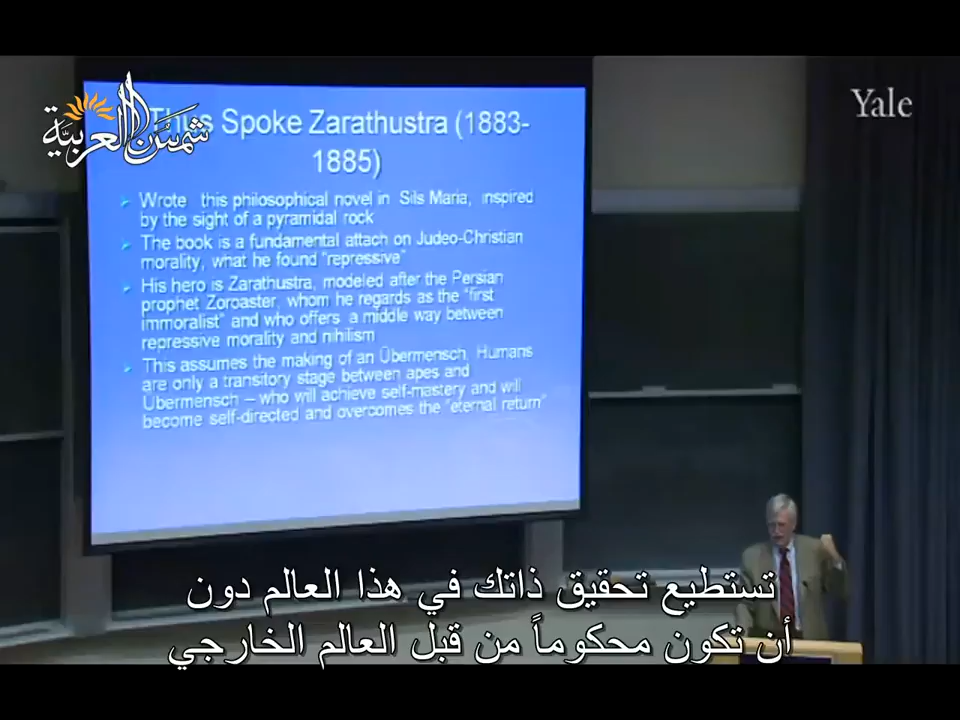 شمس العربية
Yale
Thus Spoke Zarathustra (1883-
1885)
Wrote this philosophical novel in Sils Maria, inspired
by the sight of a pyramidal rock
The book is a fundamental attach on Judeo-Christian
morality, what he found "repressive"
His hero is Zarathustra, modeled after the Persian
prophet Zoroaster, whom he regards as the "first
immoralist" and who offers a middle way between
repressive morality and nihilism
This assumes the making of an Übermensch, Humans
are only a transitory stage between apes and
Übermensch – who will achieve self-mastery and will
become self-directed and overcomes the "eternal return"
تستطيع تحقيق ذاتك في هذا العالم دون
أن تكون محكوماً من قبل العالم الخارجي